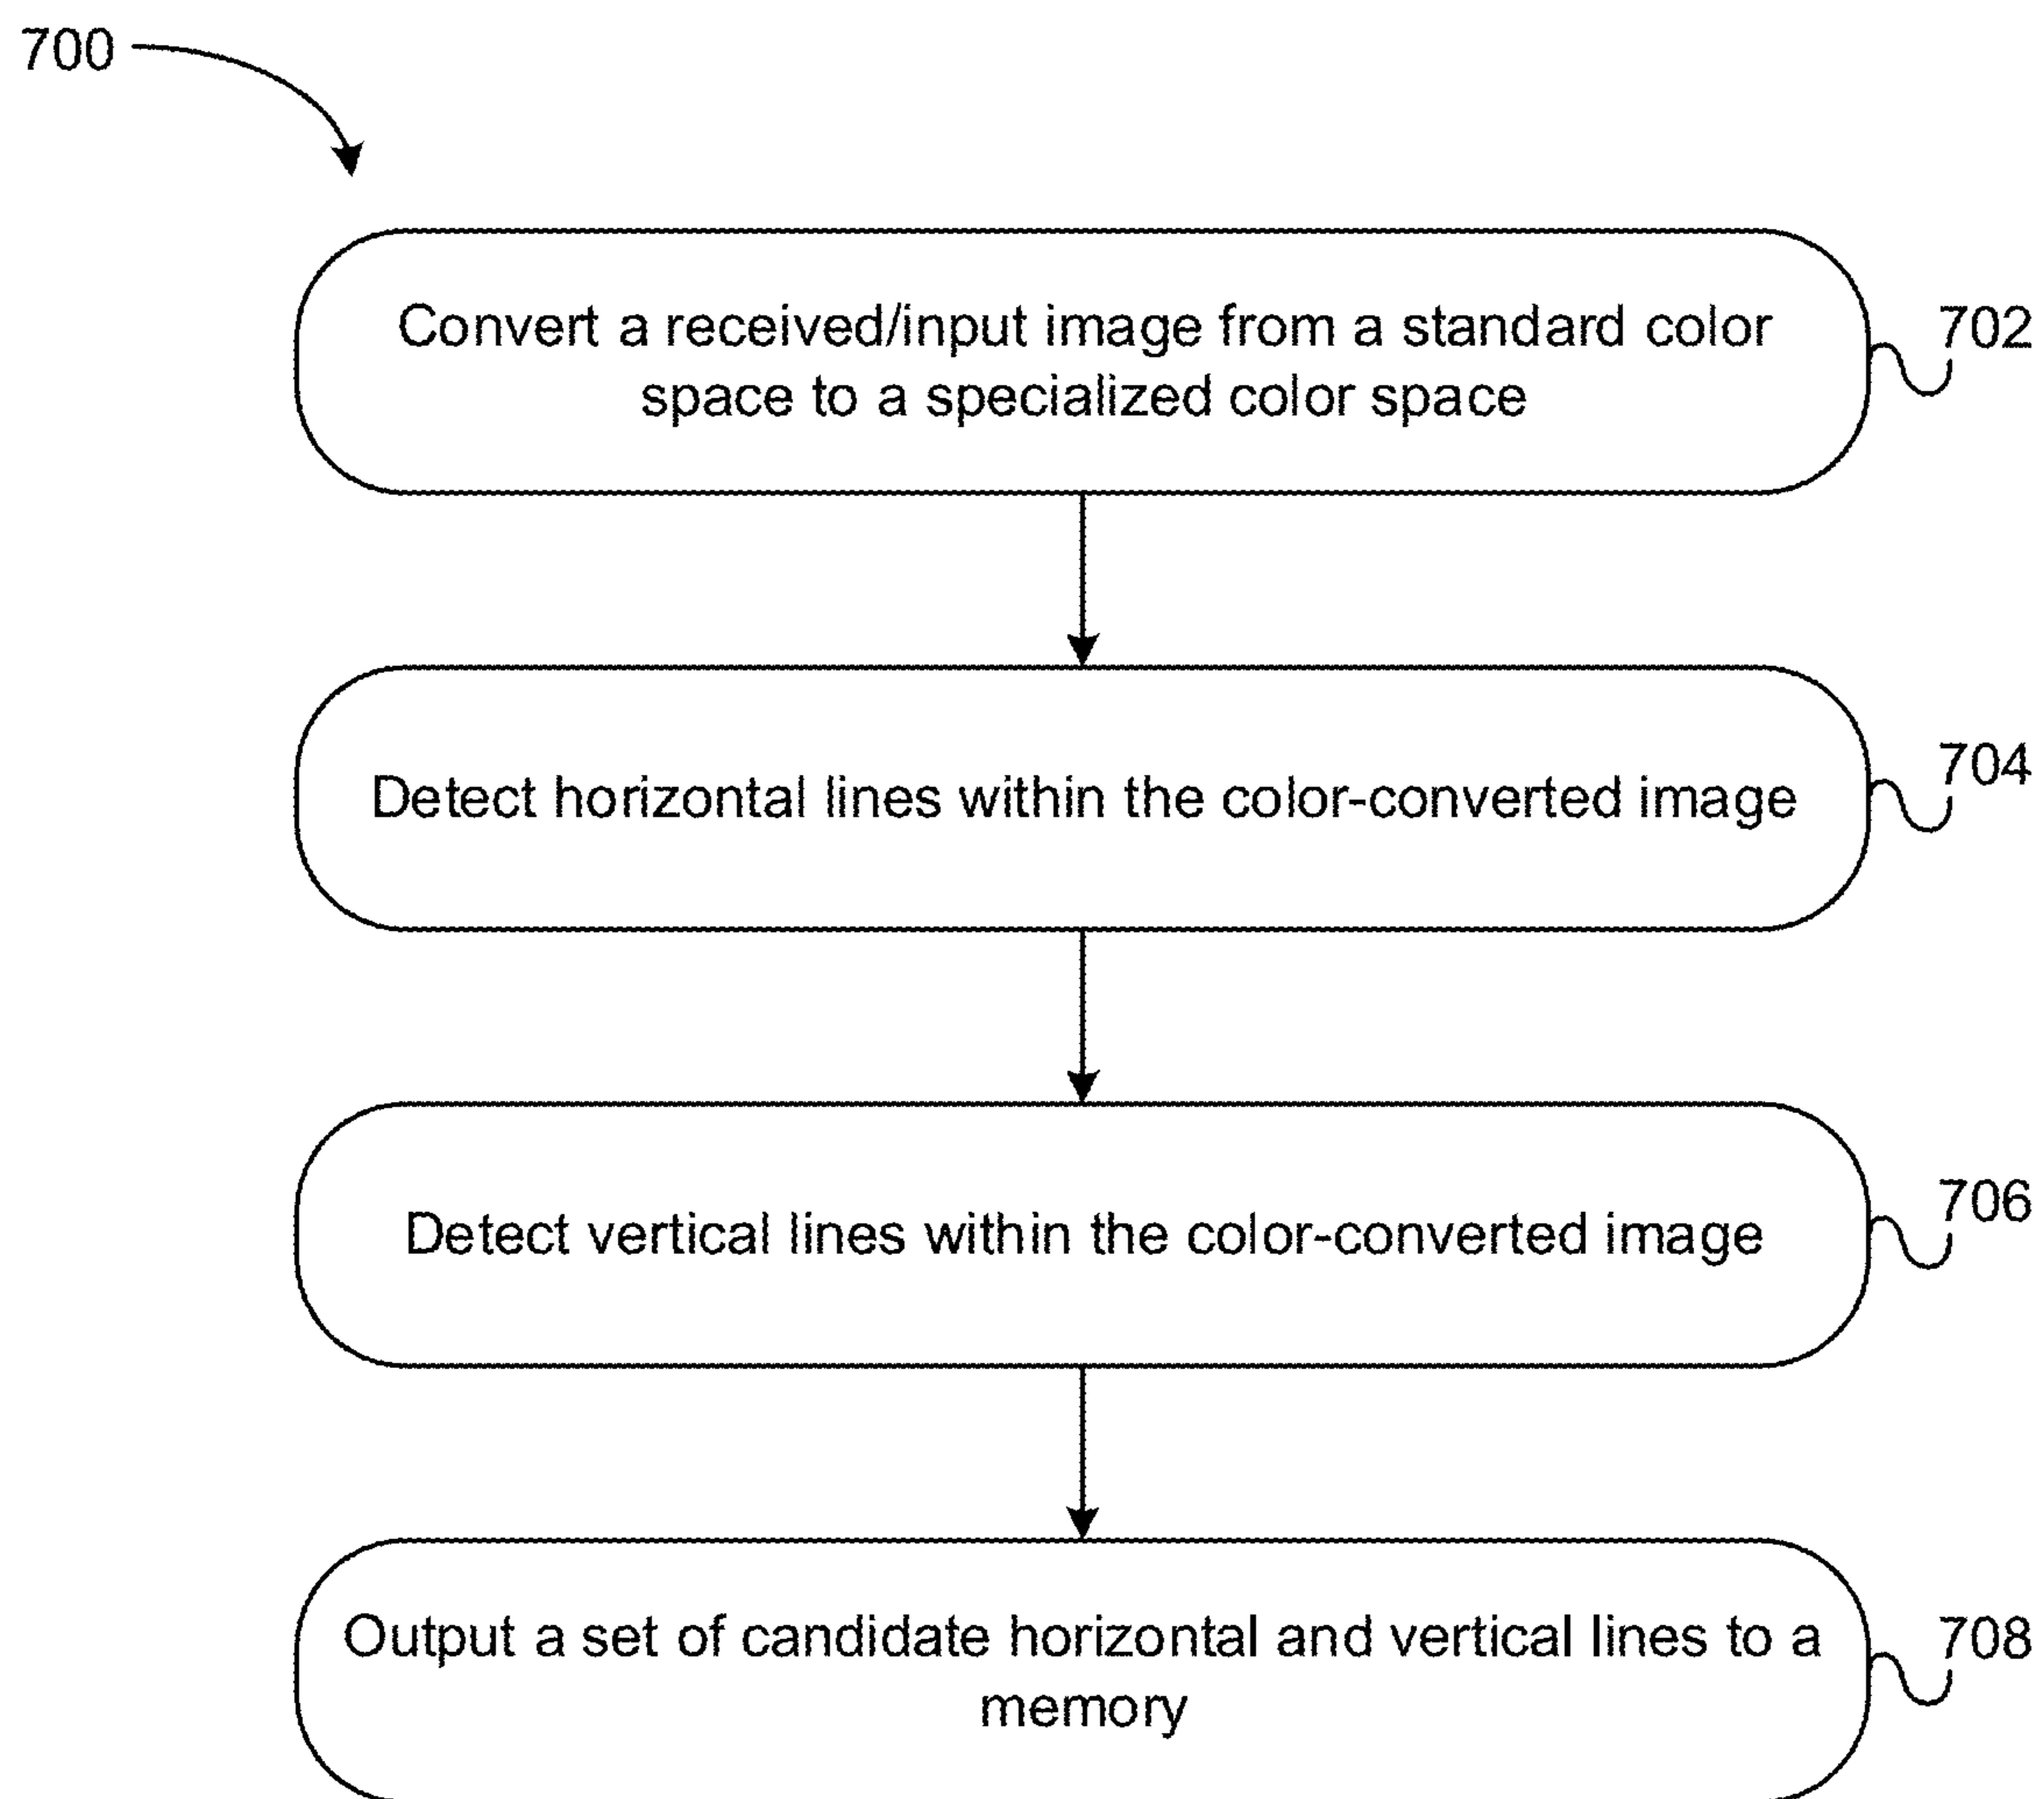 700
Convert a received/input image from a standard color
space to a specialized color space
702
Detect horizontal lines within the color-converted image
704
Detect vertical lines within the color-converted image
706
Output a set of candidate horizontal and vertical lines to a
memory
708